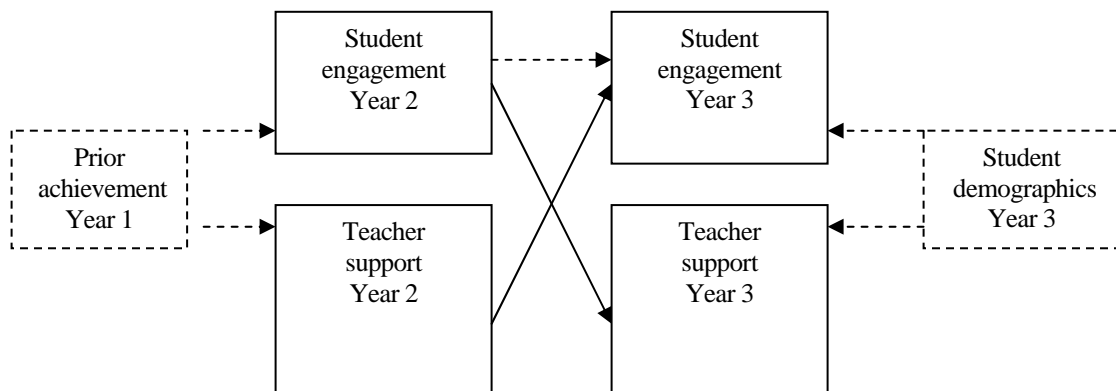 Student
engagement
Year 2
Student
engagement
Year 3
Prior
achievement
Year 1
Student
demographics
Year 3
Teacher
support
Year 2
Teacher
support
Year 3